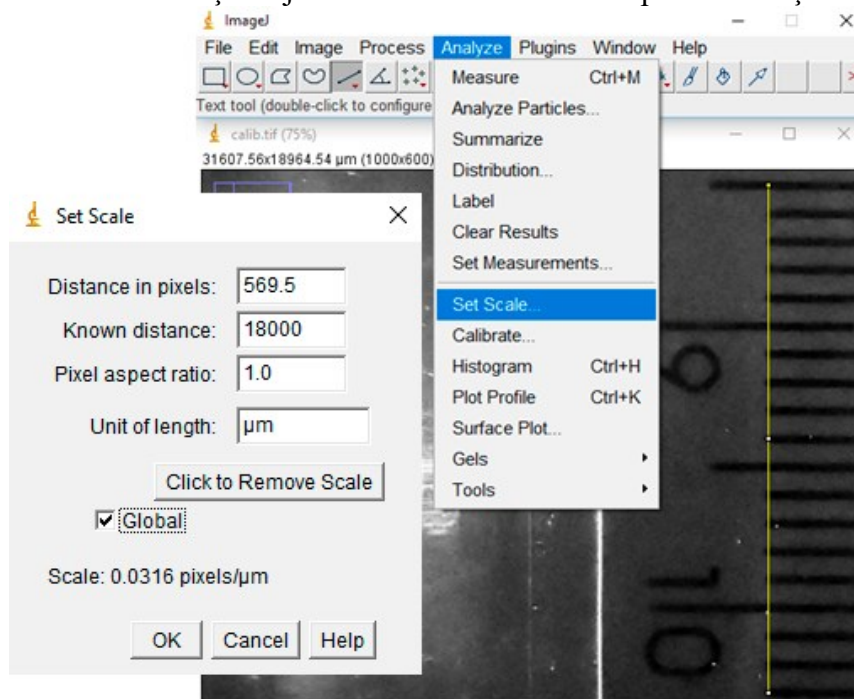 ImageJ
File Edit Image Process Analyze Plugins Window Help
Text tool (double-click to configure
calib.tif (75%)
31607.56x18964.54 µm (1000x600)
Measure Ctrl+M
Analyze Particles...
Summarize
Distribution...
Label
Clear Results
Set Measurements...
Set Scale...
Calibrate...
Histogram Ctrl+H
Plot Profile Ctrl+K
Surface Plot...
Gels
Tools
Set Scale
Distance in pixels: 569.5
Known distance: 18000
Pixel aspect ratio: 1.0
Unit of length: µm
Click to Remove Scale
Global
Scale: 0.0316 pixels/µm
OK Cancel Help
9
10